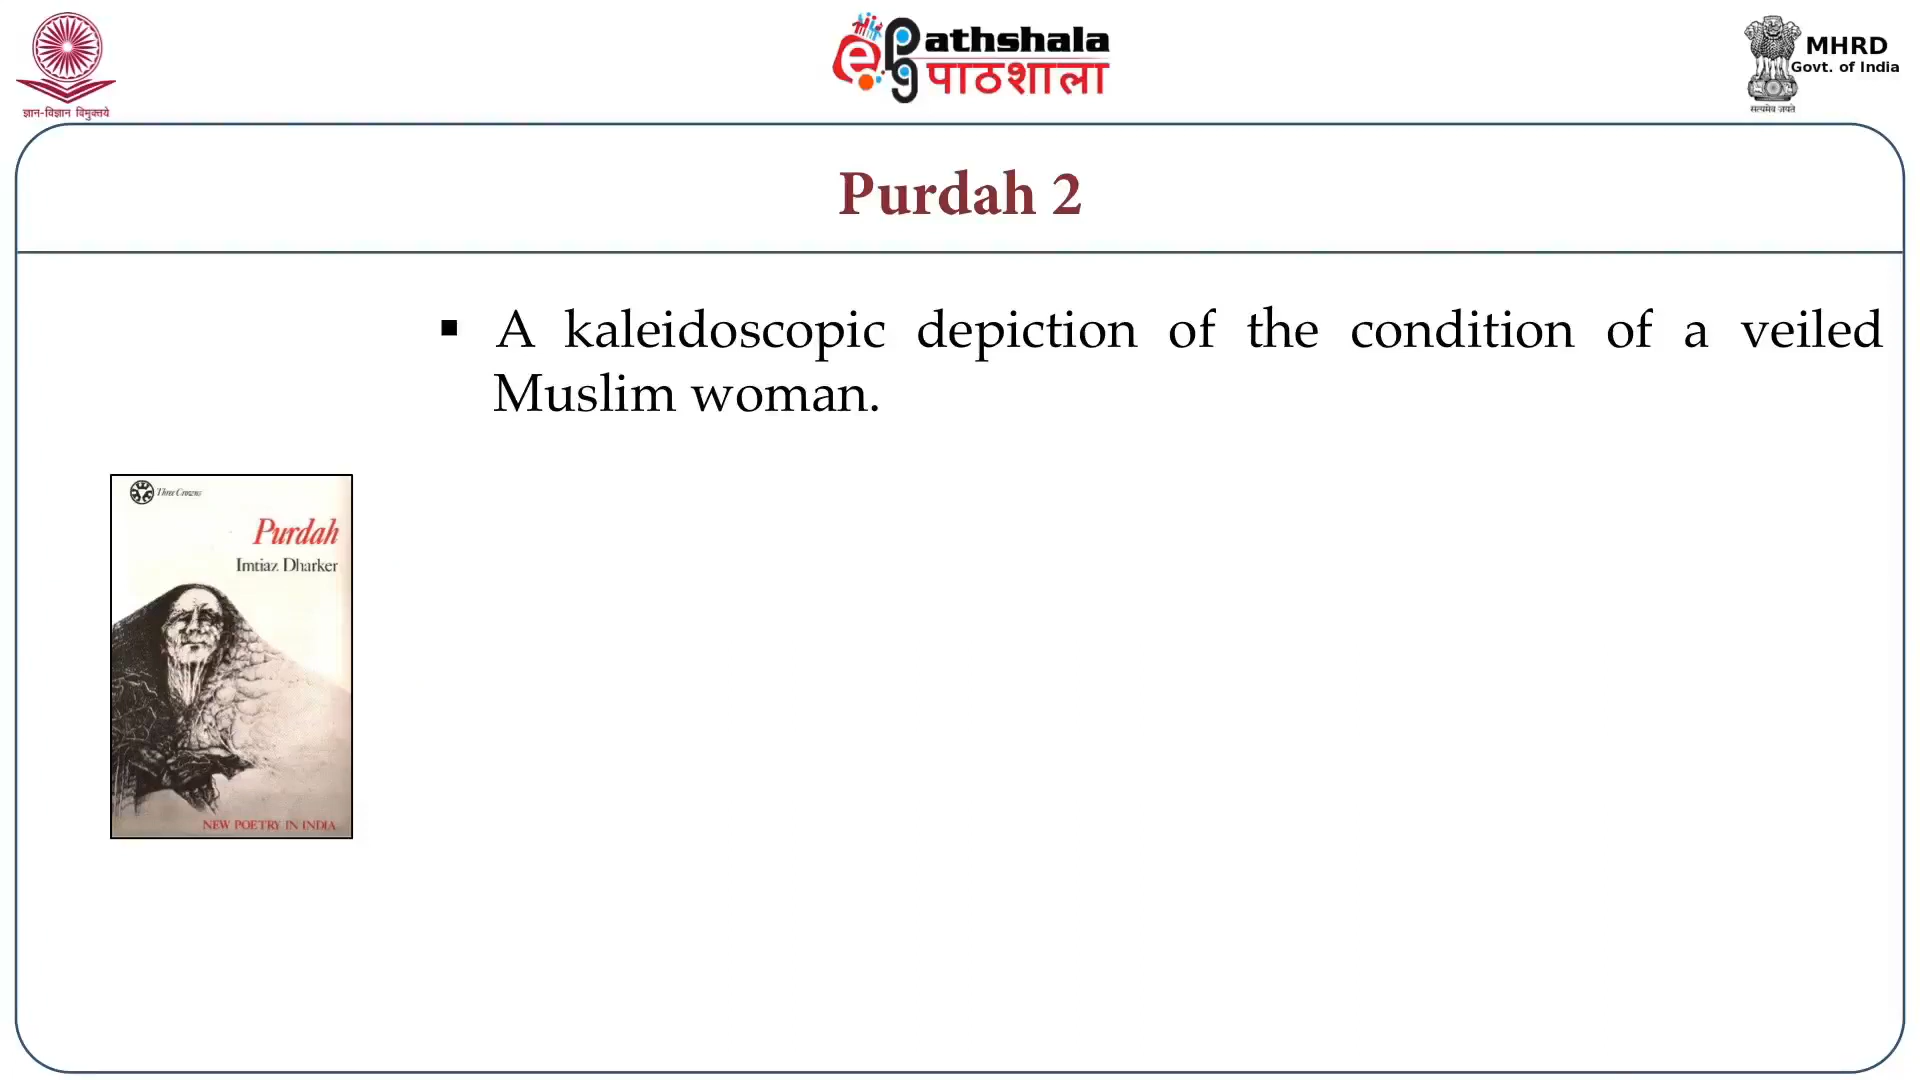 ज्ञान-विज्ञान विमुक्तये
e
pg
athshala
पाठशाला
MHRD
Govt. of India
सत्यमेव जयते
Purdah 2
▪ A kaleidoscopic depiction of the condition of a veiled
Muslim woman.
Three Crowns
Purdah
Imtiaz Dharker
NEW POETRY IN INDIA